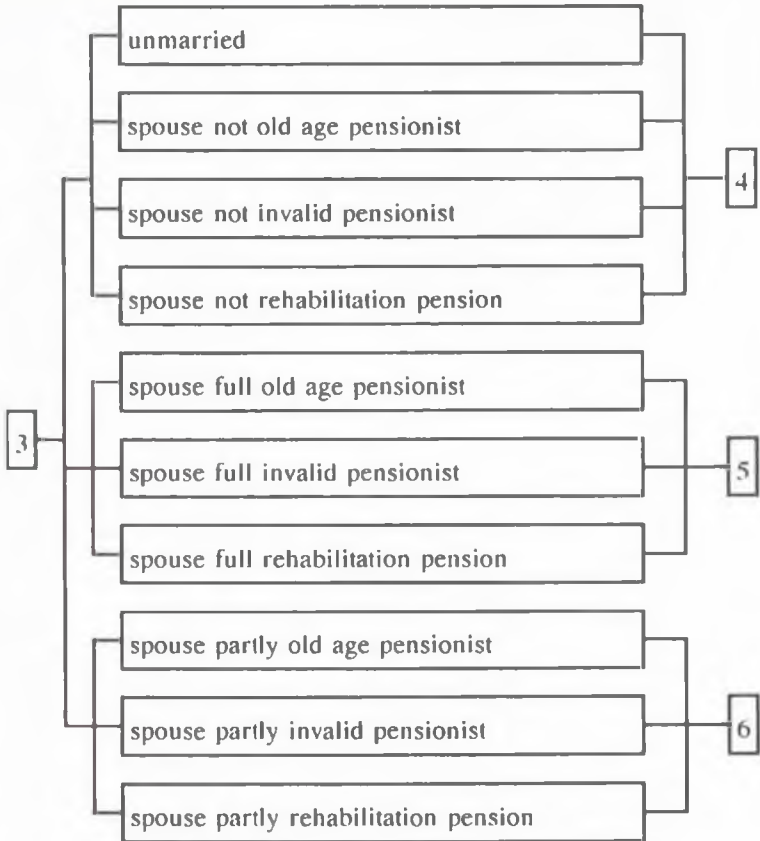 unmarried
spouse not old age pensionist
spouse not invalid pensionist
4
spouse not rehabilitation pension
spouse full old age pensionist
3
spouse full invalid pensionist
5
spouse full rehabilitation pension
spouse partly old age pensionist
spouse partly invalid pensionist
6
spouse partly rehabilitation pension